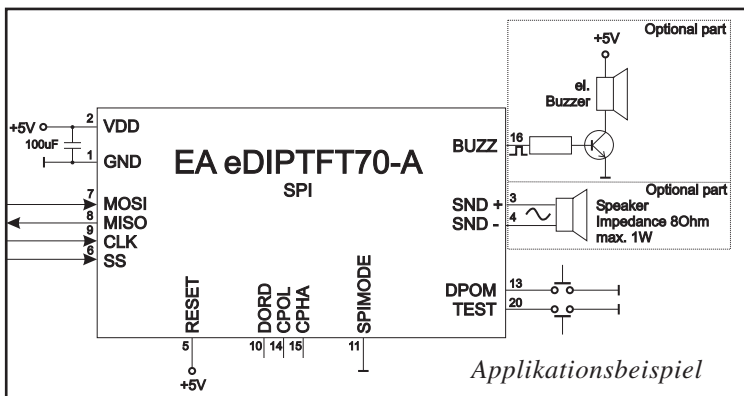 Optional part
+5V
el.
Buzzer
2
+5V
VDD
100uF
1
GND
EA eDIPTFT70-A
SPI
BUZZ
16
7
MOSI
8
MISO
9
CLK
6
SS
Optional part
SND +
3
SND -
4
Speaker
Impedance 8Ohm
max. 1W
DPOM
13
TEST
20
RESET
DORD
CPOL
CPHA
SPIMODE
5
10
14
15
11
+5V
Applikationsbeispiel